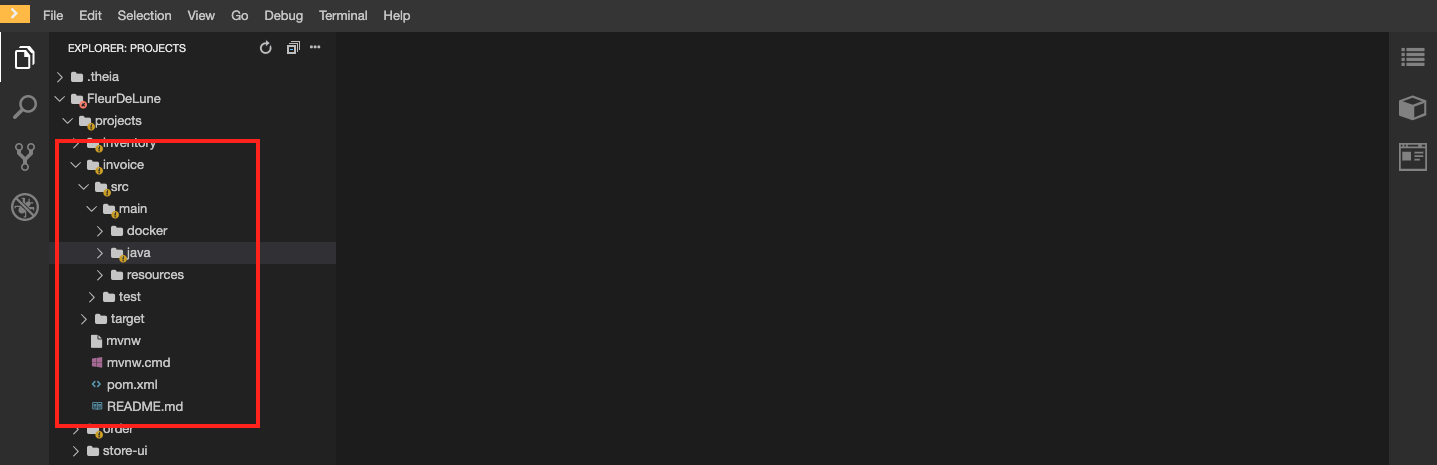 File Edit Selection View Go Debug Terminal Help
EXPLORER: PROJECTS
.theia
FleurDeLune
projects
inventory
invoice
src
main
docker
java
resources
test
target
mvnw
mvnw.cmd
pom.xml
README.md
order
store-ui